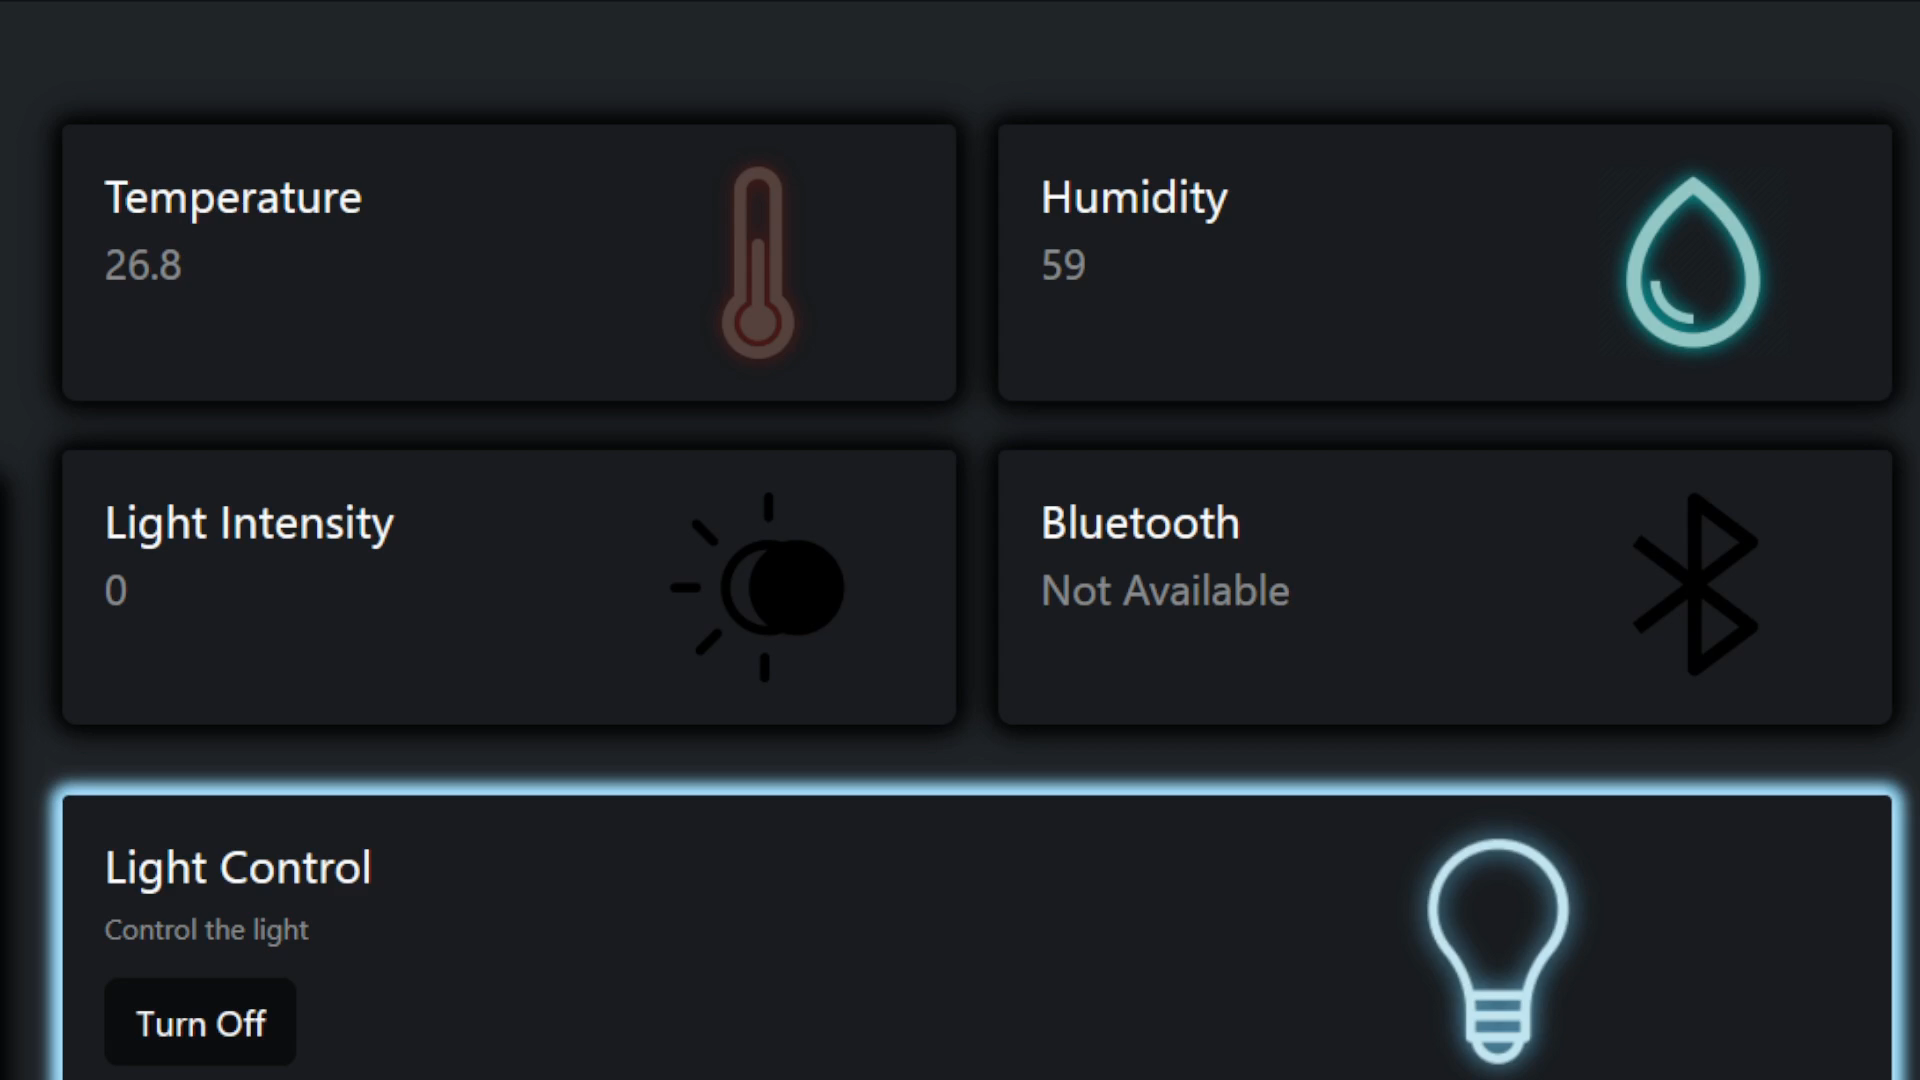 Temperature
26.8
Humidity
59
Light Intensity
0
Bluetooth
Not Available
Light Control
Control the light
Turn Off